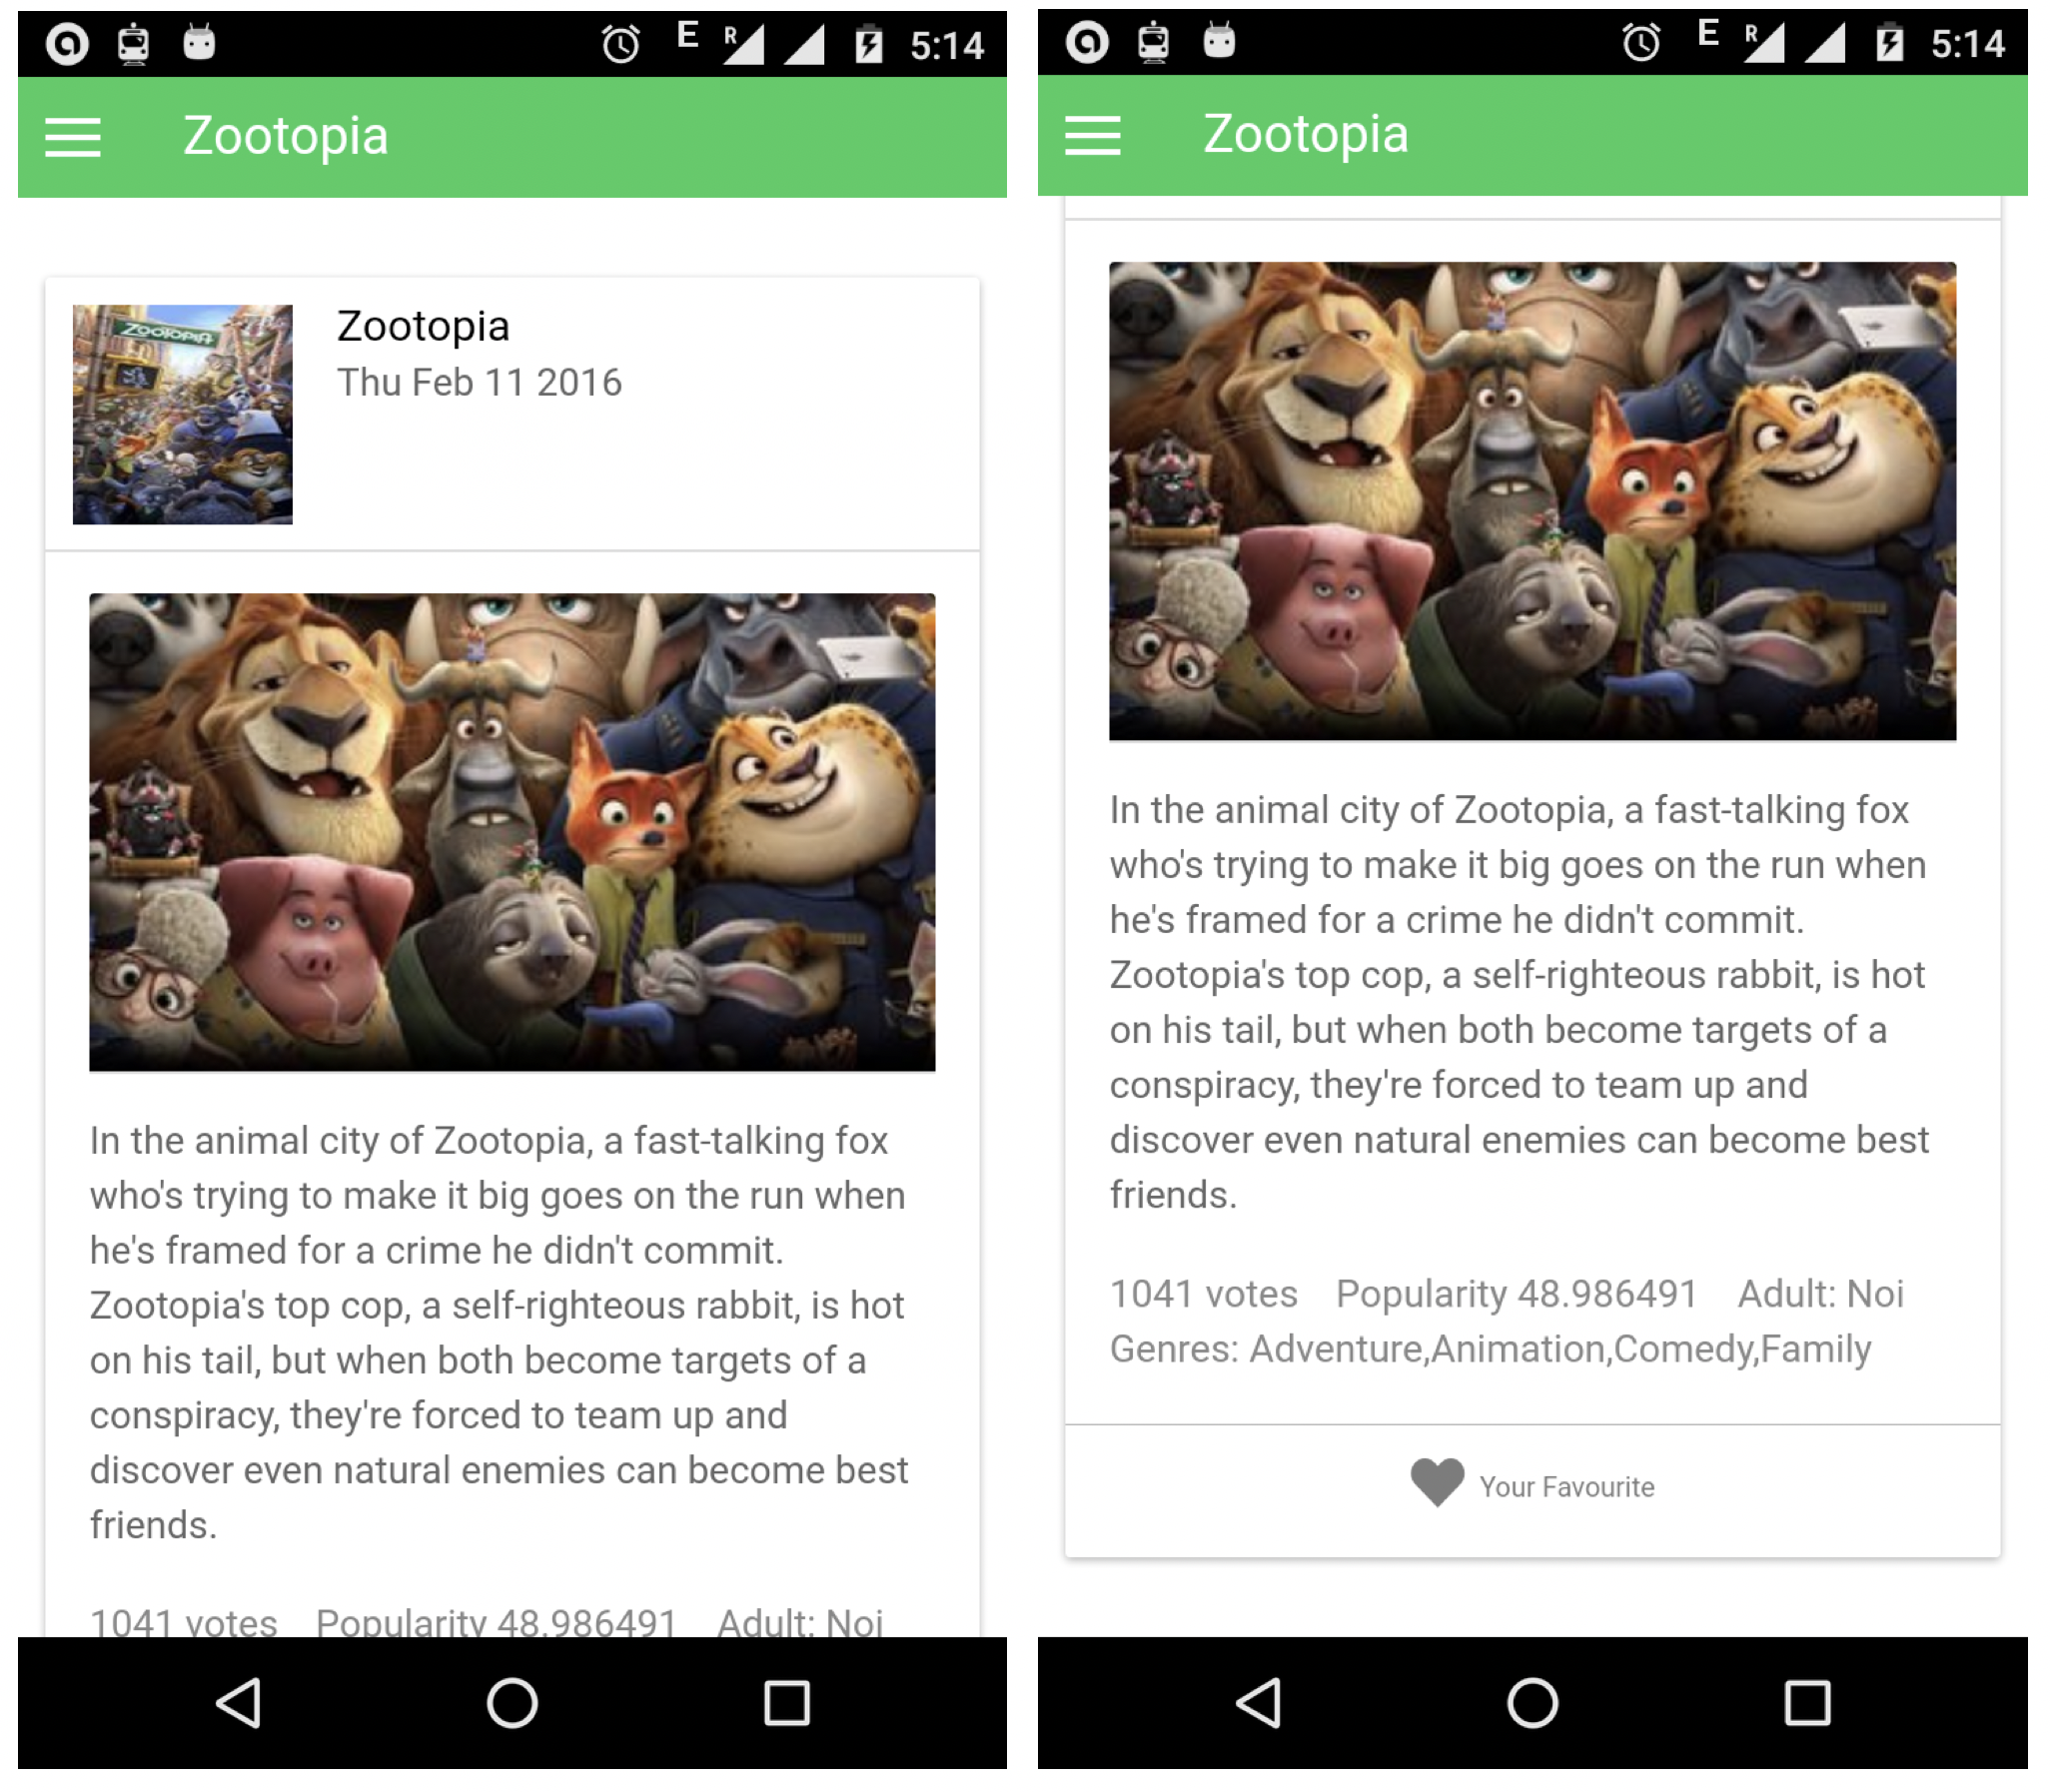 E R 5:14
Zootopia
ZOOTOPIA
Zootopia
Thu Feb 11 2016
In the animal city of Zootopia, a fast-talking fox
who's trying to make it big goes on the run when
he's framed for a crime he didn't commit.
Zootopia's top cop, a self-righteous rabbit, is hot
on his tail, but when both become targets of a
conspiracy, they're forced to team up and
discover even natural enemies can become best
friends.
1041 votes Popularity 48.986491 Adult: Noi
E R 5:14
Zootopia
In the animal city of Zootopia, a fast-talking fox
who's trying to make it big goes on the run when
he's framed for a crime he didn't commit.
Zootopia's top cop, a self-righteous rabbit, is hot
on his tail, but when both become targets of a
conspiracy, they're forced to team up and
discover even natural enemies can become best
friends.
1041 votes Popularity 48.986491 Adult: Noi
Genres: Adventure,Animation,Comedy,Family
Your Favourite